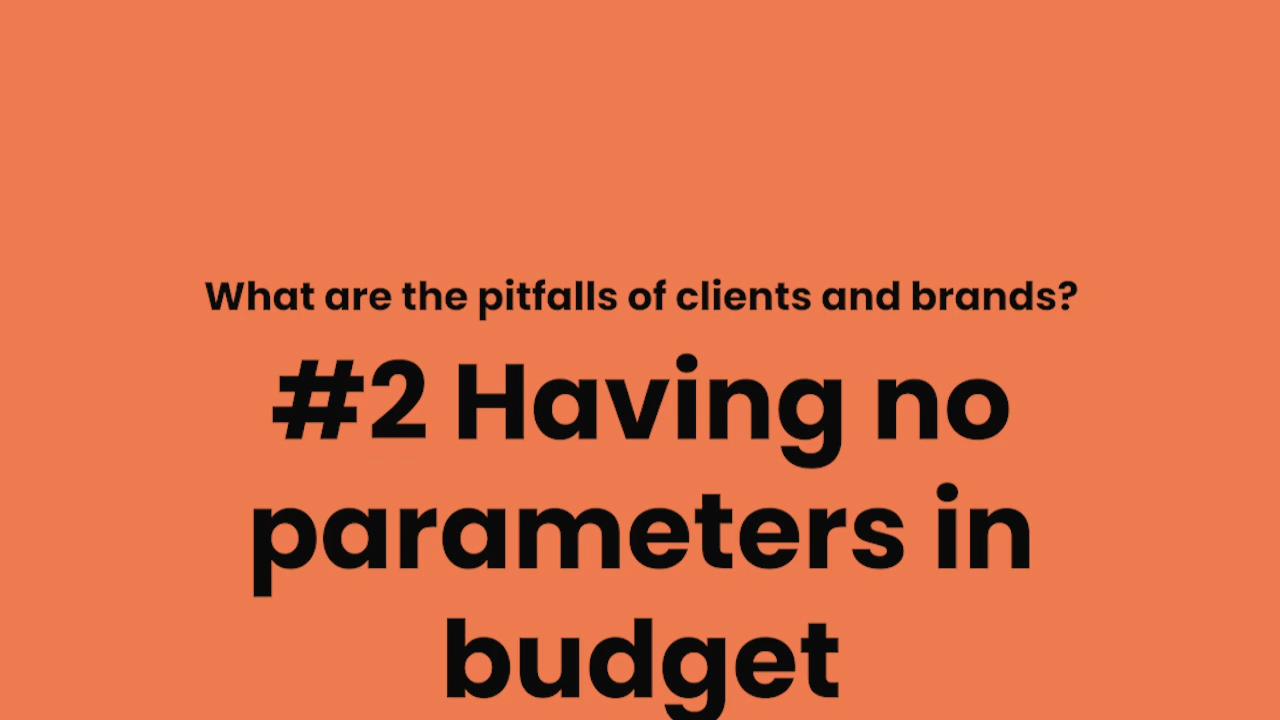 What are the pitfalls of clients and brands?
#2 Having no
parameters in
budget